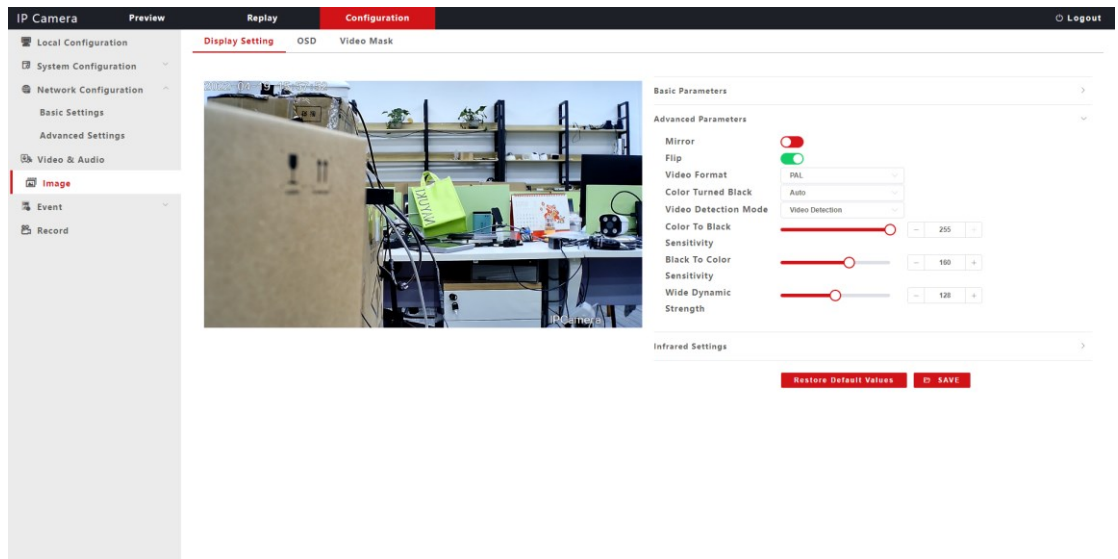 IP Camera Preview Replay Configuration Logout
Local Configuration
System Configuration
Network Configuration
Basic Settings
Advanced Settings
Video & Audio
Image
Event
Record
Display Setting OSD Video Mask
IPCamera
Basic Parameters
Advanced Parameters
Mirror
Flip
Video Format PAL
Color Turned Black Auto
Video Detection Mode Video Detection
Color To Black
Sensitivity
− 255 +
Black To Color
Sensitivity
− 160 +
Wide Dynamic
Strength
− 128 +
Infrared Settings
Restore Default Values SAVE